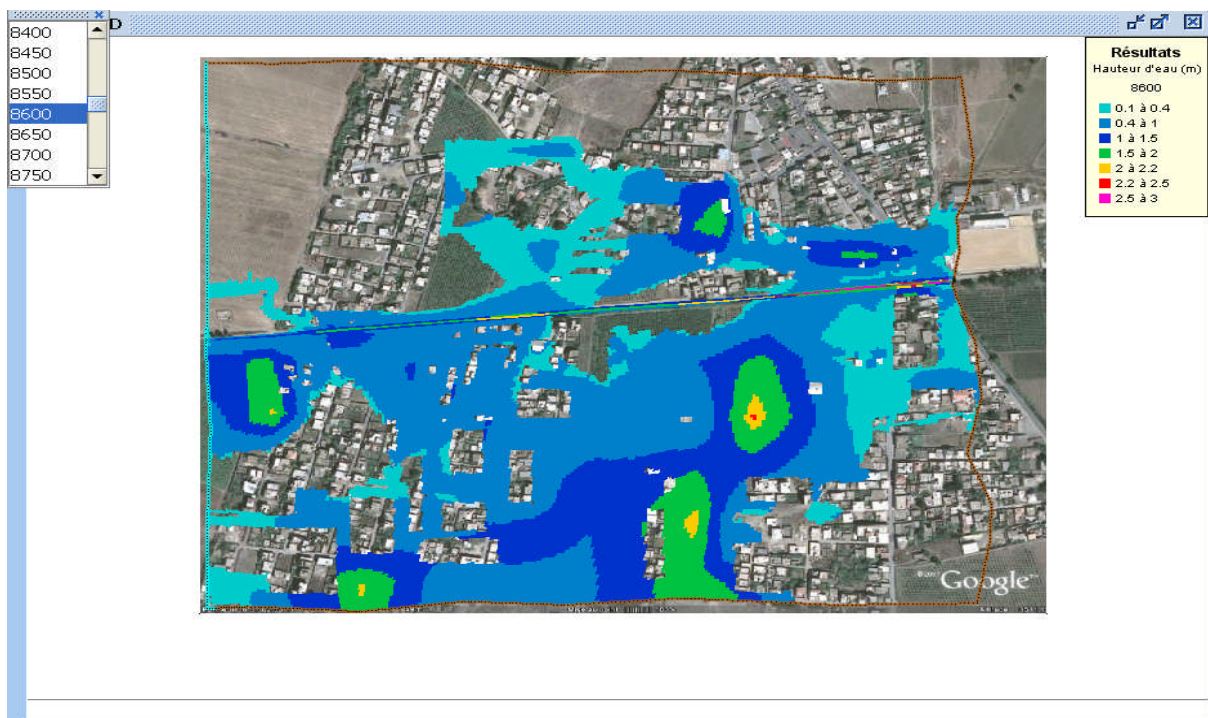 D
8400
8450
8500
8550
8600
8650
8700
8750
Résultats
Hauteur d'eau (m)
8600
0.1 à 0.4
0.4 à 1
1 à 1.5
1.5 à 2
2 à 2.2
2.2 à 2.5
2.5 à 3
Google